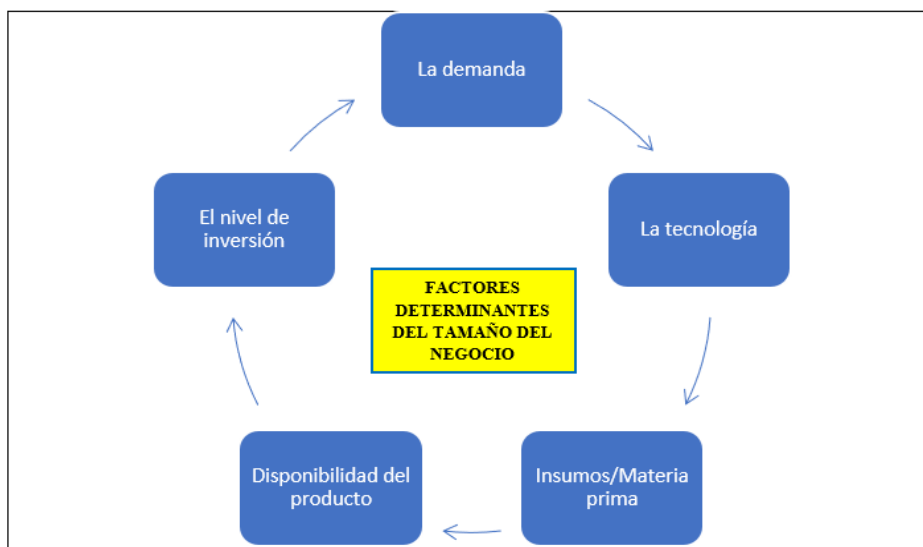 La demanda
La tecnología
Insumos/Materia
prima
Disponibilidad del
producto
El nivel de
inversión
FACTORES
DETERMINANTES
DEL TAMAÑO DEL
NEGOCIO